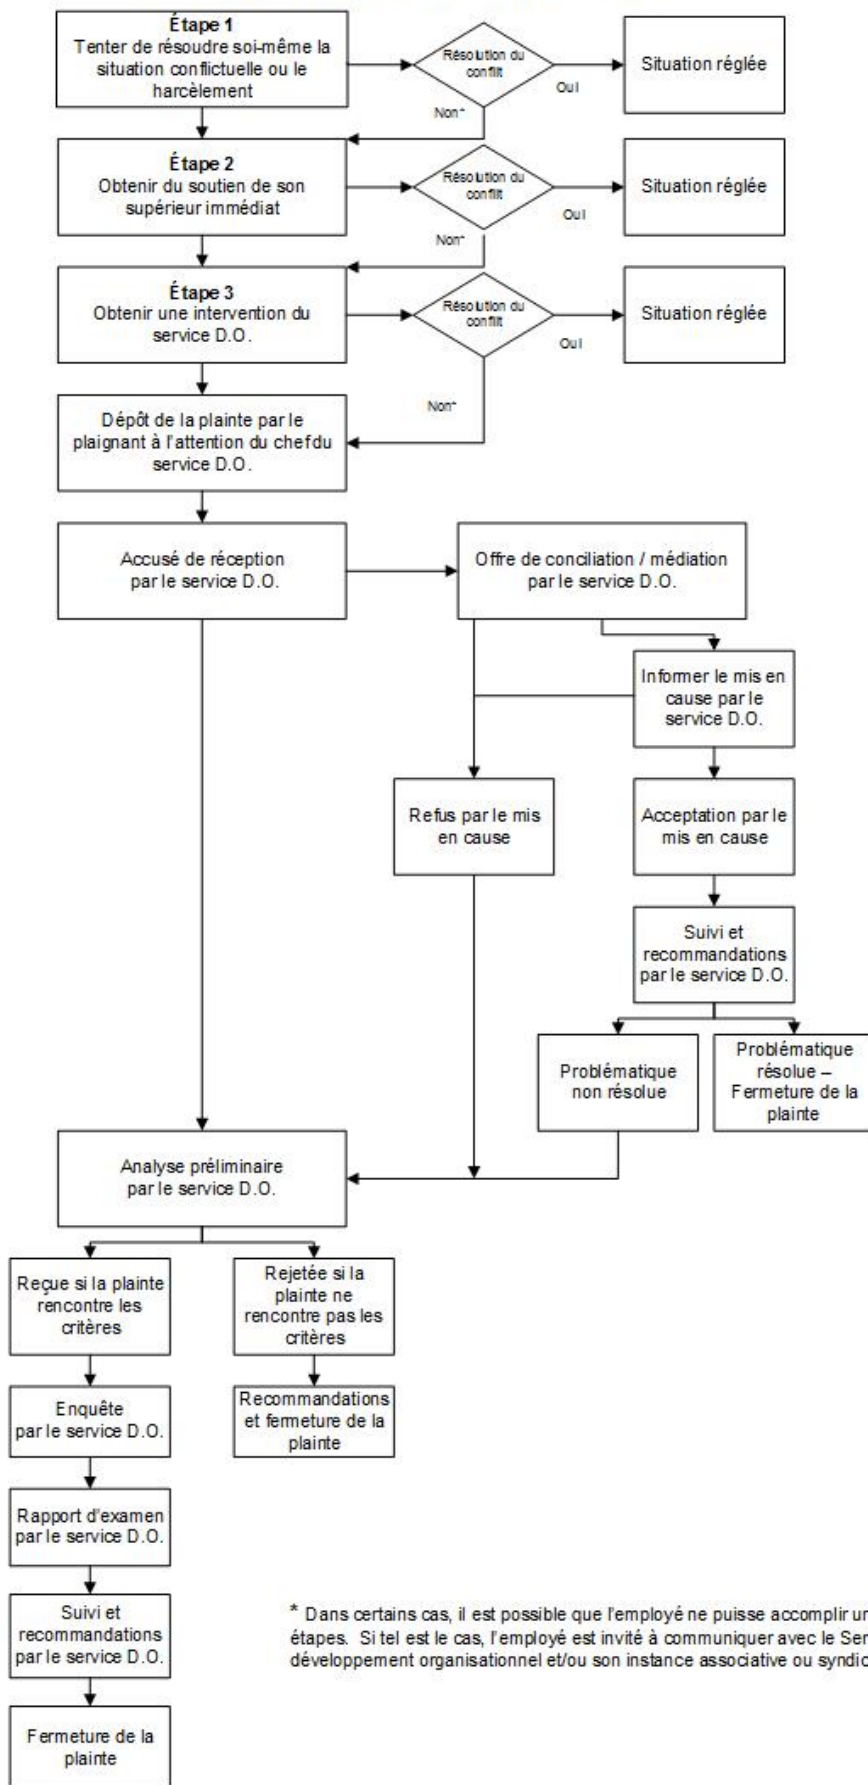 Étape 1
Tenter de résoudre soi-même la
situation conflictuelle ou le
harcèlement
Résolution du
conflit
Oui
Situation réglée
Non*
Étape 2
Obtenir du soutien de son
supérieur immédiat
Résolution du
conflit
Oui
Situation réglée
Non*
Étape 3
Obtenir une intervention du
service D.O.
Résolution du
conflit
Oui
Situation réglée
Non*
Dépôt de la plainte par le
plaignant à l'attention du chef du
service D.O.
Accusé de réception
par le service D.O.
Offre de conciliation / médiation
par le service D.O.
Informer le mis en
cause par le
service D.O.
Refus par le mis
en cause
Acceptation par le
mis en cause
Suivi et
recommandations
par le service D.O.
Problématique
non résolue
Problématique
résolue –
Fermeture de la
plainte
Analyse préliminaire
par le service D.O.
Reçue si la plainte
rencontre les
critères
Rejetée si la
plainte ne
rencontre pas les
critères
Enquête
par le service D.O.
Recommandations
et fermeture de la
plainte
Rapport d'examen
par le service D.O.
Suivi et
recommandations
par le service D.O.
Fermeture de la
plainte
* Dans certains cas, il est possible que l'employé ne puisse accomplir
étapes. Si tel est le cas, l'employé est invité à communiquer avec le
développement organisationnel et/ou son instance associative ou